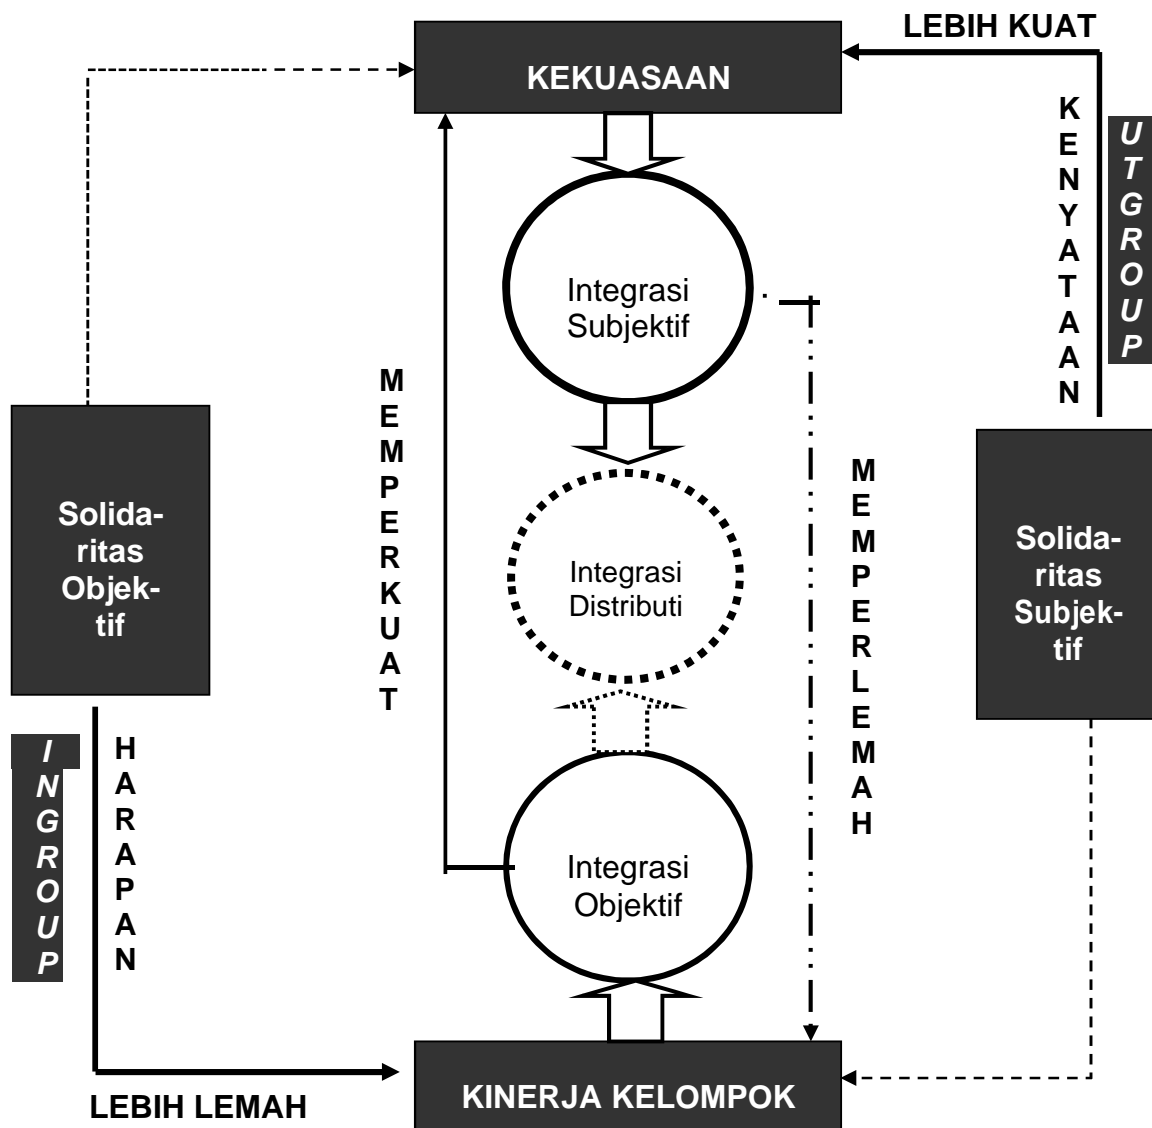 LEBIH KUAT
KEKUASAAN
KENYATAAN
UTGROUP
Integrasi
Subjektif
MEMPERKUAT
MEMPERLEMAH
Solida-
ritas
Objek-
tif
Integrasi
Distributi
Solida-
ritas
Subjek-
tif
INGROUP
HARAPAN
Integrasi
Objektif
LEBIH LEMAH
KINERJA KELOMPOK